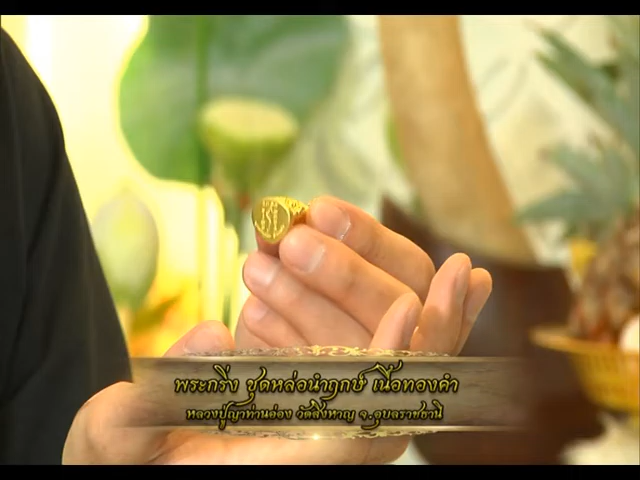 พระกริ่ง ชุดหล่อนำฤกษ์ เนื้อทองคำ
หลวงปู่ญาท่านอ่อง วัดสิงหาญ จ.อุบลราชธานี